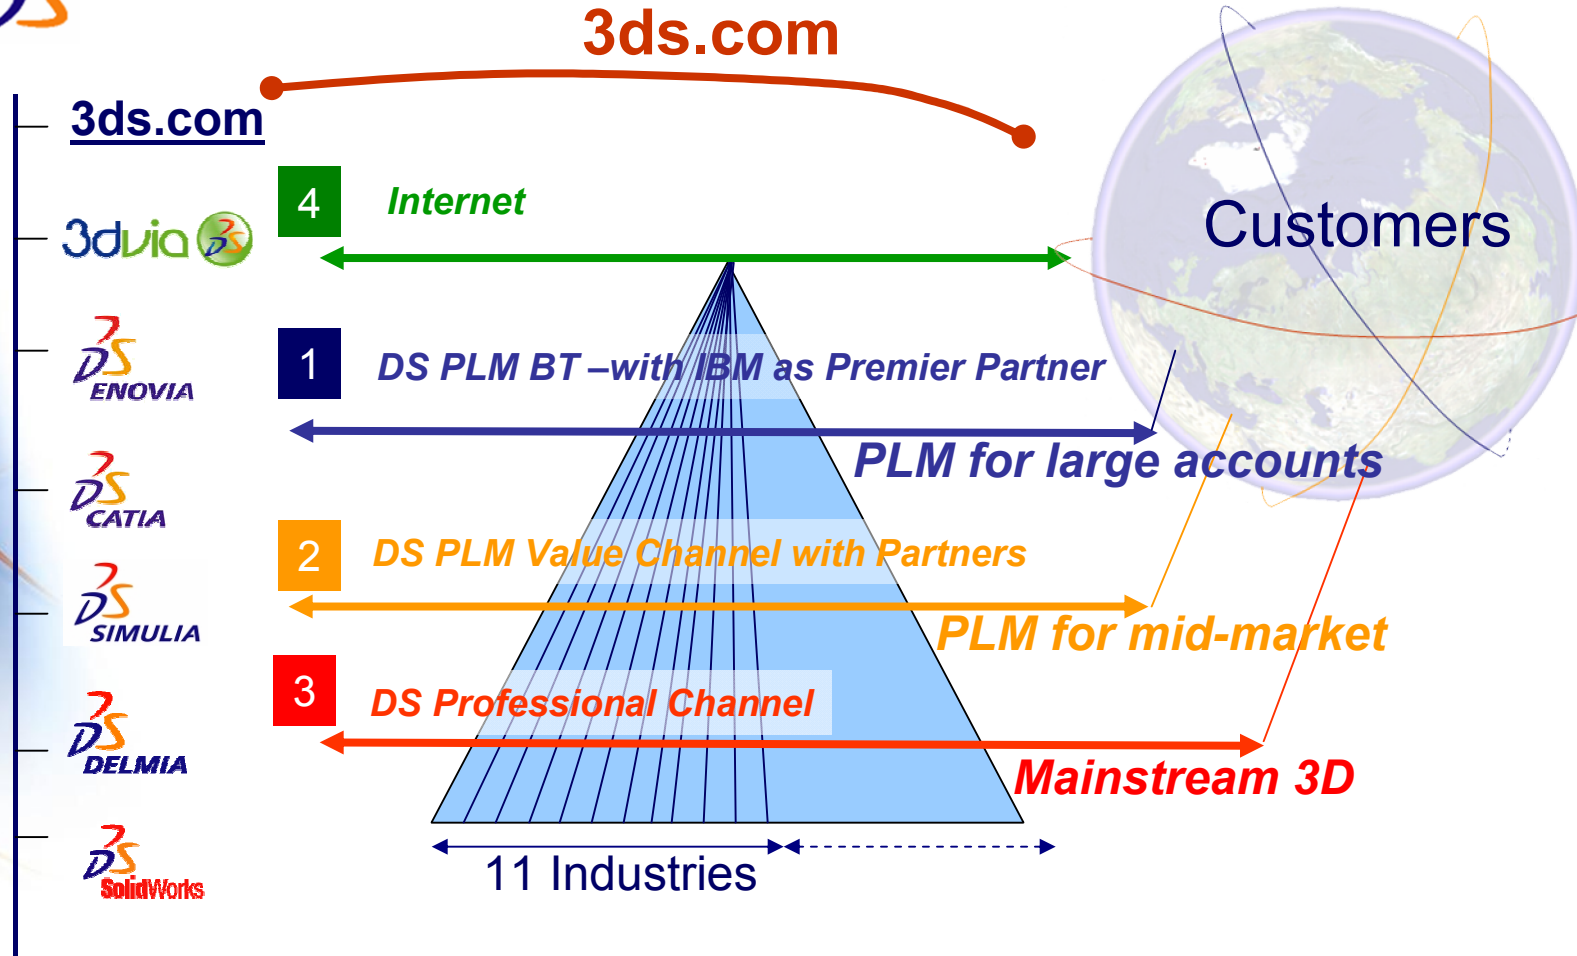 3ds.com
3ds.com
4 Internet
3dvia
Customers
ENOVIA
1 DS PLM BT –with IBM as Premier Partner
PLM for large accounts
CATIA
2 DS PLM Value Channel with Partners
SIMULIA
PLM for mid-market
3 DS Professional Channel
DELMIA
Mainstream 3D
11 Industries
SolidWorks